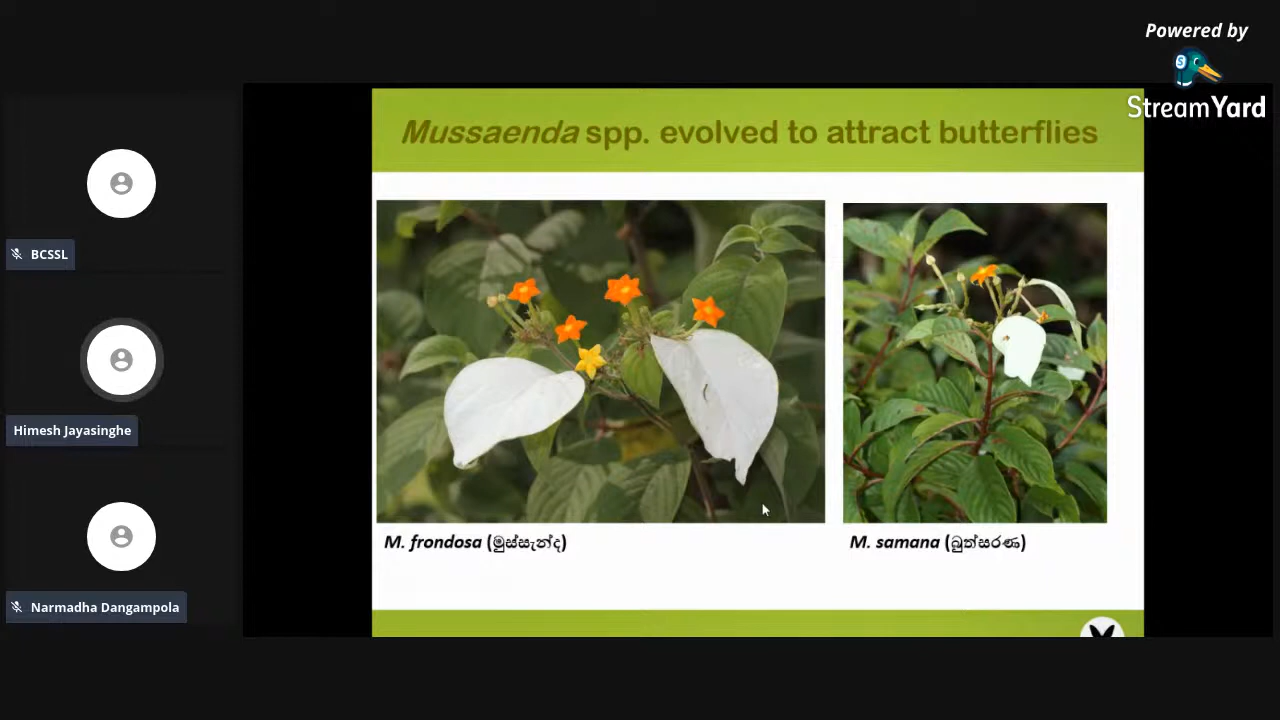 Powered by
StreamYard
Mussaenda spp. evolved to attract butterflies
BCSSL
Himesh Jayasinghe
Narmadha Dangampola
M. frondosa (මුස්සැන්ද)
M. samana (බුත්සරණ)